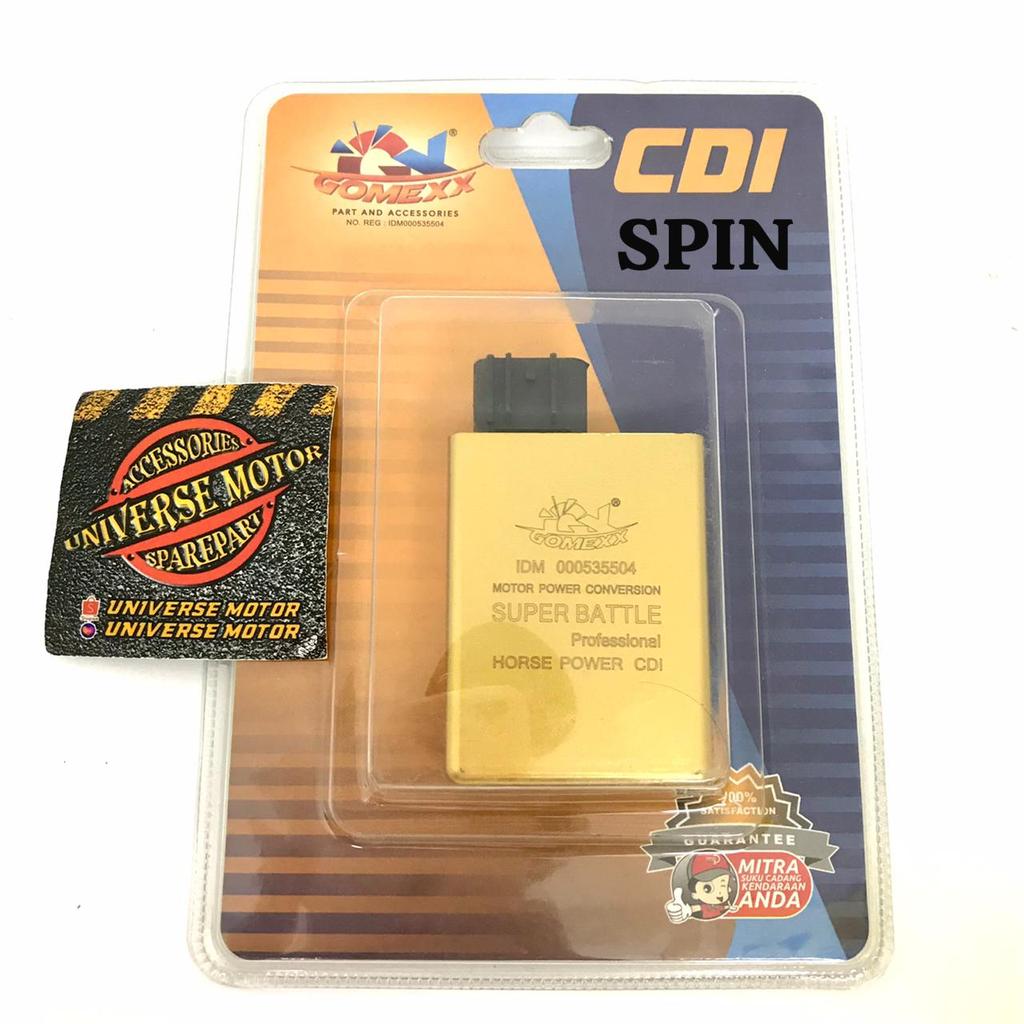 GOMEXX
®
PART AND ACCESSORIES
NO. REG : IDM000535504
CDI
SPIN
ACCESSORIES
UNIVERSE MOTOR
SPAREPART
UNIVERSE MOTOR
UNIVERSE MOTOR
®
GOMEXX
IDM 000535504
MOTOR POWER CONVERSION
SUPER BATTLE
Professional
HORSE POWER CDI
100%
SATISFACTION
GUARANTEE
MITRA
SUKU CADANG
KENDARAAN
ANDA